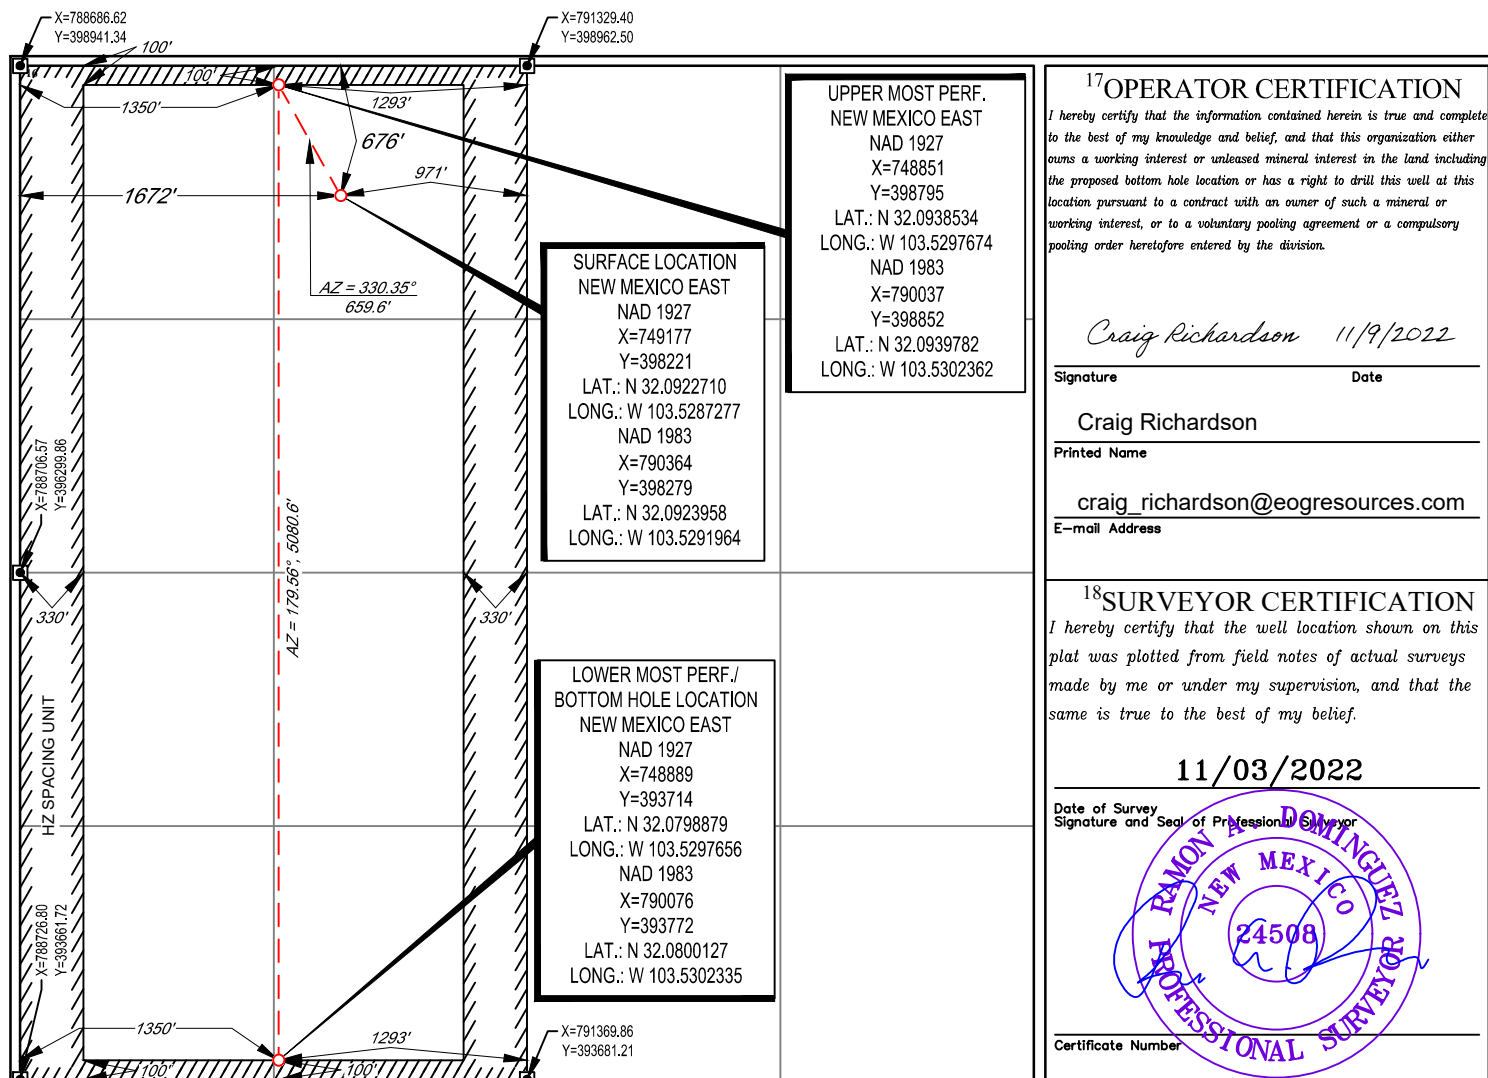 X=788686.62
Y=398941.34
X=791329.40
Y=398962.50
100'
100'
1350'
1293'
676'
971'
1672'
AZ = 330.35°
659.6'
UPPER MOST PERF.
NEW MEXICO EAST
NAD 1927
X=748851
Y=398795
LAT.: N 32.0938534
LONG.: W 103.5297674
NAD 1983
X=790037
Y=398852
LAT.: N 32.0939782
LONG.: W 103.5302362
SURFACE LOCATION
NEW MEXICO EAST
NAD 1927
X=749177
Y=398221
LAT.: N 32.0922710
LONG.: W 103.5287277
NAD 1983
X=790364
Y=398279
LAT.: N 32.0923958
LONG.: W 103.5291964
X=788706.57
Y=396299.86
AZ = 179.56°, 5080.6'
330'
330'
HZ SPACING UNIT
LOWER MOST PERF./
BOTTOM HOLE LOCATION
NEW MEXICO EAST
NAD 1927
X=748889
Y=393714
LAT.: N 32.0798879
LONG.: W 103.5297656
NAD 1983
X=790076
Y=393772
LAT.: N 32.0800127
LONG.: W 103.5302335
X=788726.80
Y=393661.72
1350'
1293'
X=791369.86
Y=393681.21
100'
100'
17OPERATOR CERTIFICATION
I hereby certify that the information contained herein is true and complete
to the best of my knowledge and belief, and that this organization either
owns a working interest or unleased mineral interest in the land including
the proposed bottom hole location or has a right to drill this well at this
location pursuant to a contract with an owner of such a mineral or
working interest, or to a voluntary pooling agreement or a compulsory
pooling order heretofore entered by the division.
Craig Richardson 11/9/2022
Signature Date
Craig Richardson
Printed Name
craig_richardson@eogresources.com
E-mail Address
18SURVEYOR CERTIFICATION
I hereby certify that the well location shown on this
plat was plotted from field notes of actual surveys
made by me or under my supervision, and that the
same is true to the best of my belief.
11/03/2022
Date of Survey
Signature and Seal of Professional Surveyor
RAMON A. DOMINGUEZ
NEW MEXICO
24508
PROFESSIONAL SURVEYOR
Certificate Number